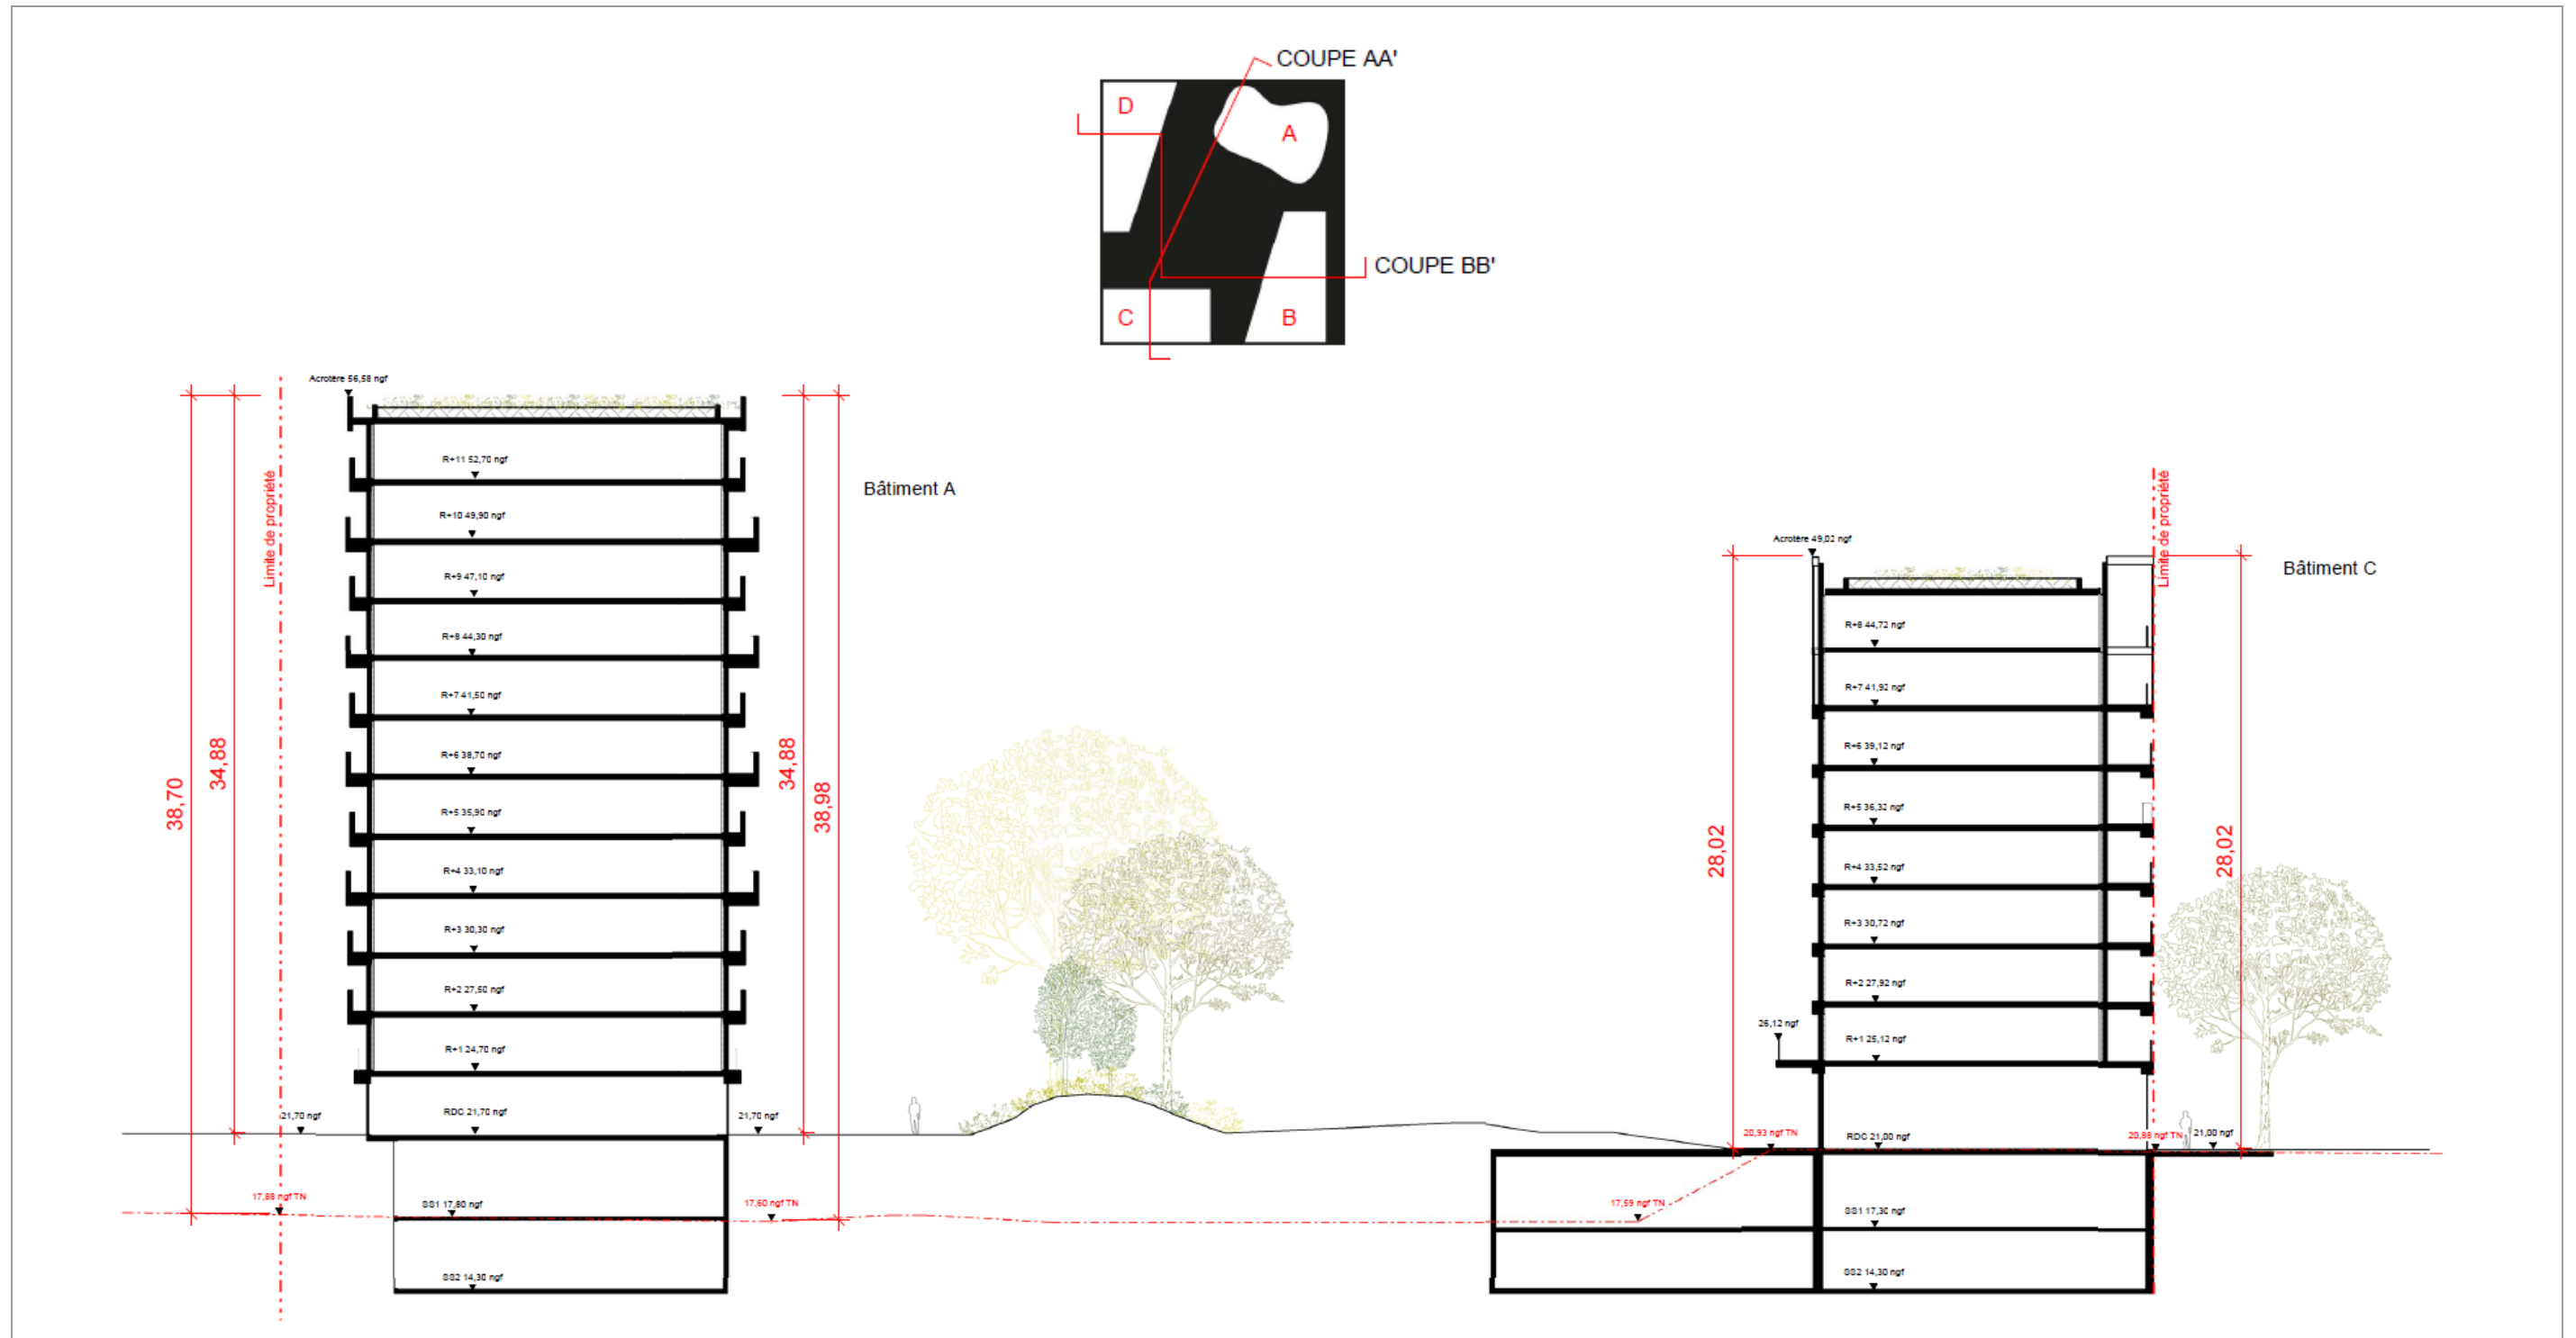 COUPE AA'
D
A
COUPE BB'
C
B
Acrotère 56,58 ngf
Limite de propriété
R+11 52,70 ngf
Bâtiment A
R+10 49,90 ngf
R+9 47,10 ngf
R+8 44,30 ngf
R+7 41,50 ngf
R+6 38,70 ngf
R+5 35,90 ngf
R+4 33,10 ngf
R+3 30,30 ngf
R+2 27,50 ngf
R+1 24,70 ngf
38,70
34,88
34,88
38,98
21,70 ngf
RDC 21,70 ngf
21,70 ngf
17,88 ngf TN
SS1 17,80 ngf
17,60 ngf TN
SS2 14,30 ngf
Acrotère 49,02 ngf
Limite de propriété
Bâtiment C
R+8 44,72 ngf
R+7 41,92 ngf
R+6 39,12 ngf
R+5 36,32 ngf
R+4 33,52 ngf
R+3 30,72 ngf
R+2 27,92 ngf
26,12 ngf
R+1 25,12 ngf
28,02
28,02
20,93 ngf TN
RDC 21,00 ngf
20,88 ngf TN
21,00 ngf
17,59 ngf TN
SS1 17,30 ngf
SS2 14,30 ngf